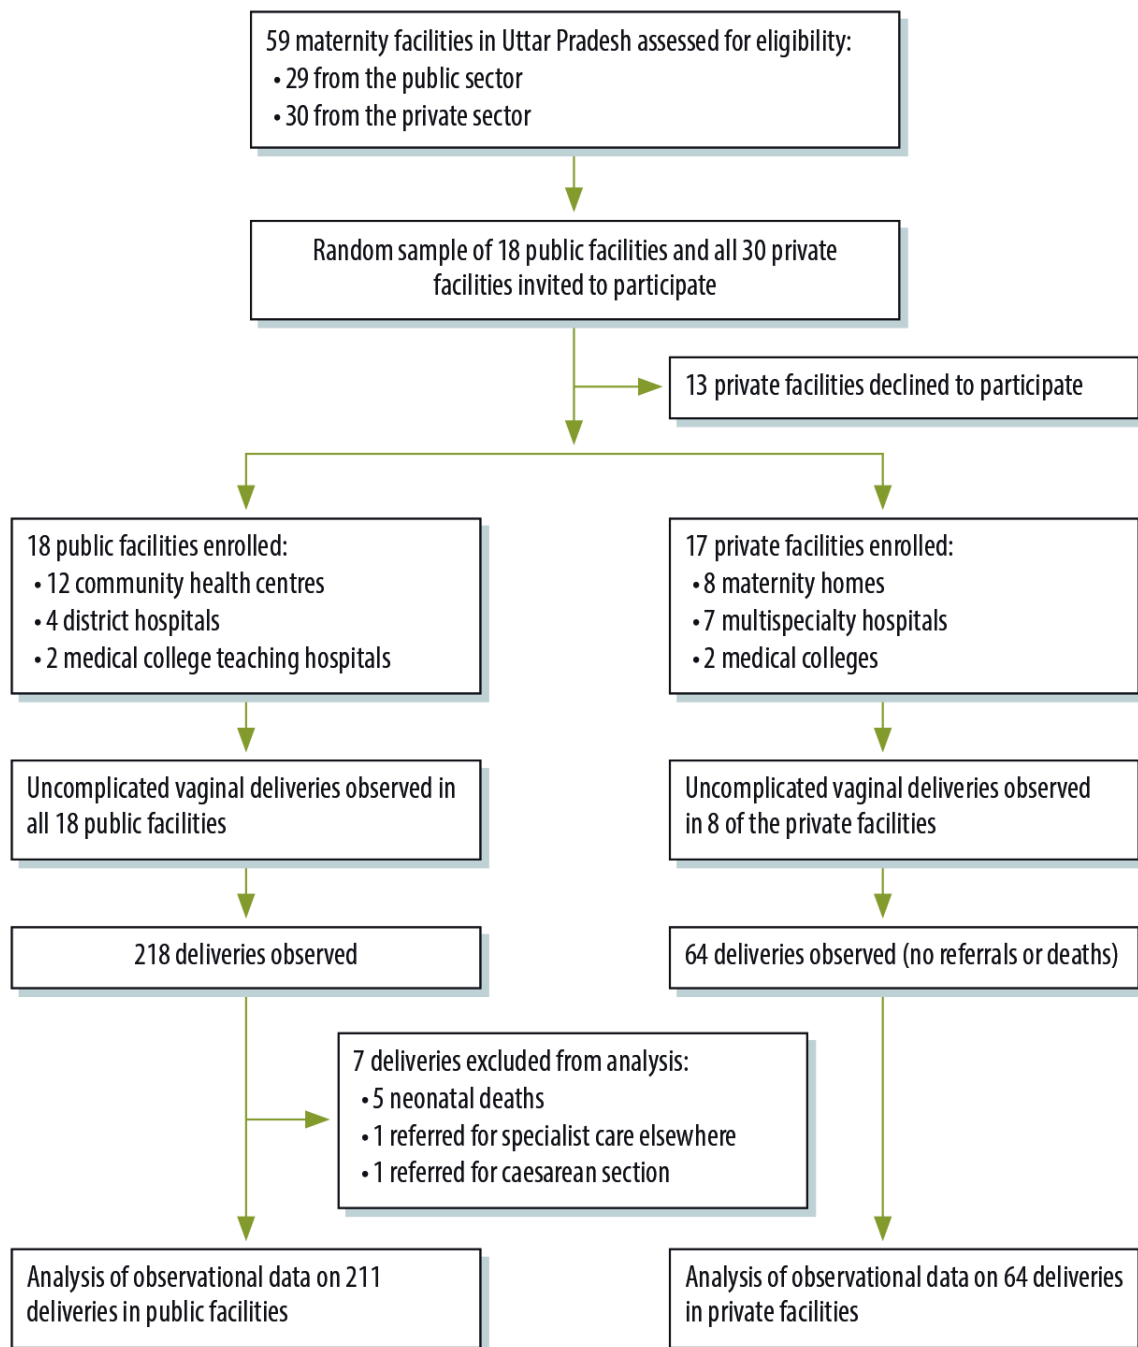 59 maternity facilities in Uttar Pradesh assessed for eligibility:
• 29 from the public sector
• 30 from the private sector
Random sample of 18 public facilities and all 30 private
facilities invited to participate
13 private facilities declined to participate
18 public facilities enrolled:
• 12 community health centres
• 4 district hospitals
• 2 medical college teaching hospitals
17 private facilities enrolled:
• 8 maternity homes
• 7 multispecialty hospitals
• 2 medical colleges
Uncomplicated vaginal deliveries observed in
all 18 public facilities
Uncomplicated vaginal deliveries observed
in 8 of the private facilities
218 deliveries observed
64 deliveries observed (no referrals or deaths)
7 deliveries excluded from analysis:
• 5 neonatal deaths
• 1 referred for specialist care elsewhere
• 1 referred for caesarean section
Analysis of observational data on 211
deliveries in public facilities
Analysis of observational data on 64 deliveries
in private facilities